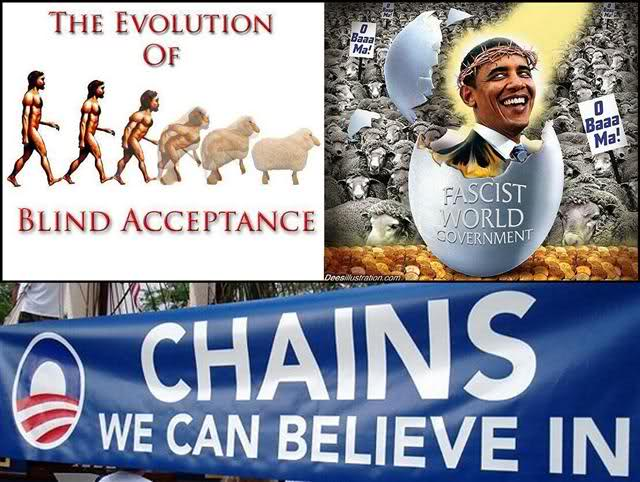 THE EVOLUTION
OF
BLIND ACCEPTANCE
O
Baaa
Ma!
O
Baaa
Ma!
FASCIST
WORLD
GOVERNMENT
Deesillustration.com
CHAINS
WE CAN BELIEVE IN